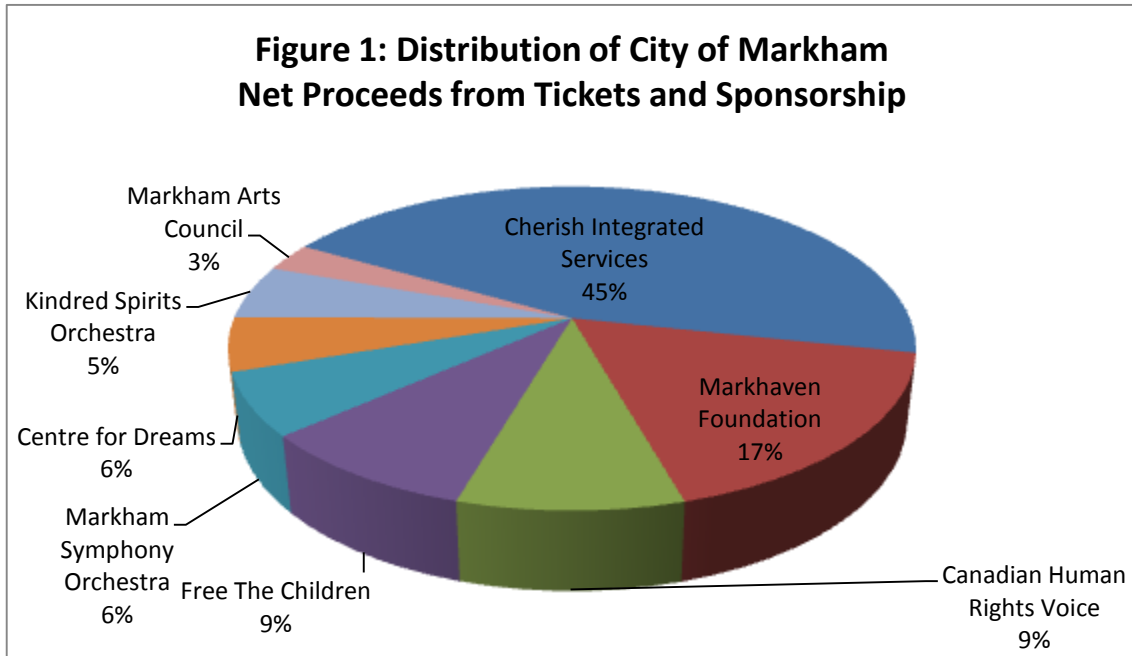 Figure 1: Distribution of City of Markham
Net Proceeds from Tickets and Sponsorship
Markham Arts
Council
3%
Cherish Integrated
Services
45%
Kindred Spirits
Orchestra
5%
Markhaven
Foundation
17%
Centre for Dreams
6%
Markham
Symphony
Orchestra
6%
Free The Children
9%
Canadian Human
Rights Voice
9%